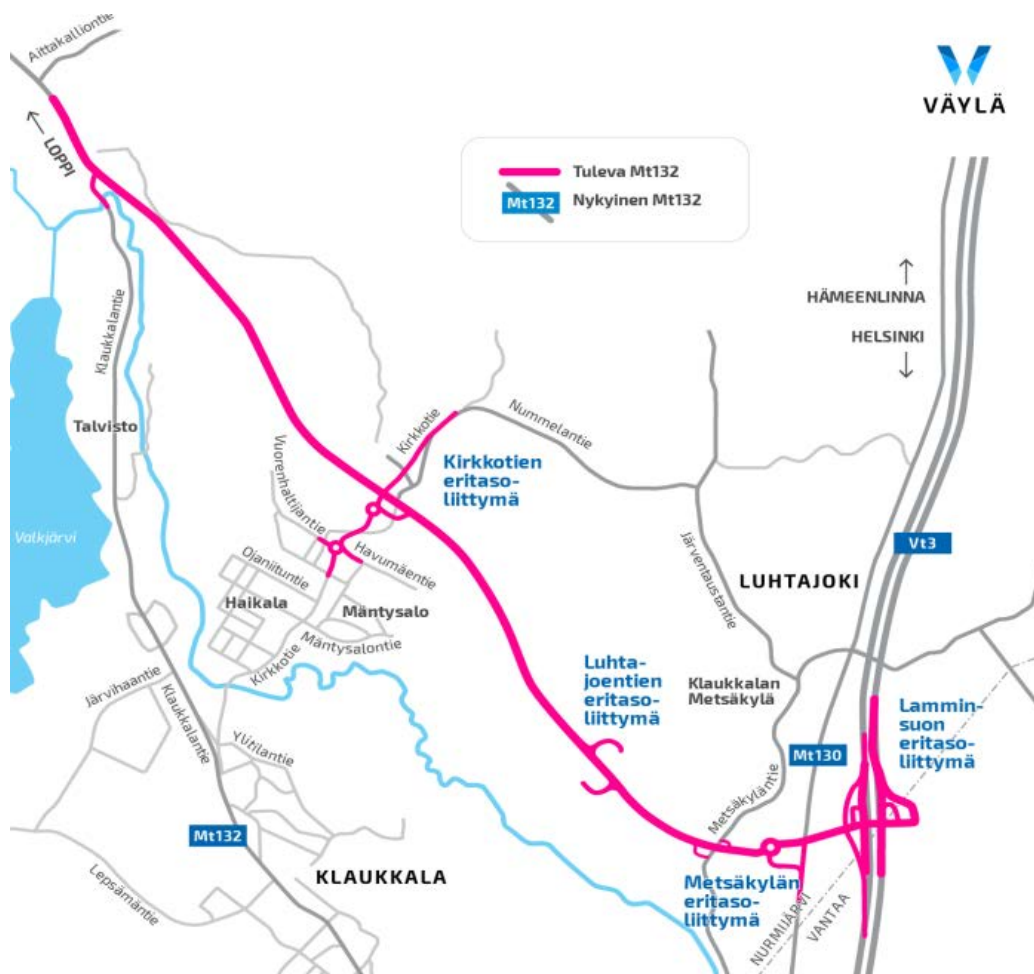 Aittakalliontie
VÄYLÄ
LOPPI
Tuleva Mt132
Mt132
Nykyinen Mt132
HÄMEENLINNA
HELSINKI
Klaukkalantie
Talvisto
Kirkkotie
Nummelantie
Kirkkotien
eritaso-
liittymä
Vuorenhaltijantie
Valkjärvi
Vt3
Havumäentie
Ojaniituntie
Järventaustantie
LUHTAJOKI
Haikala
Mäntysalo
Mäntysalontie
Kirkkotie
Luhta-
joentien
eritaso-
liittymä
Klaukkalan
Metsäkylä
Järvihaantie
Klaukkalantie
Lammin-
suon
eritaso-
liittymä
Ylitilantie
Mt130
Metsäkyläntie
Mt132
KLAUKKALA
Lepsämäntie
Metsäkylän
eritaso-
liittymä
NURMIJÄRVI
VANTAA